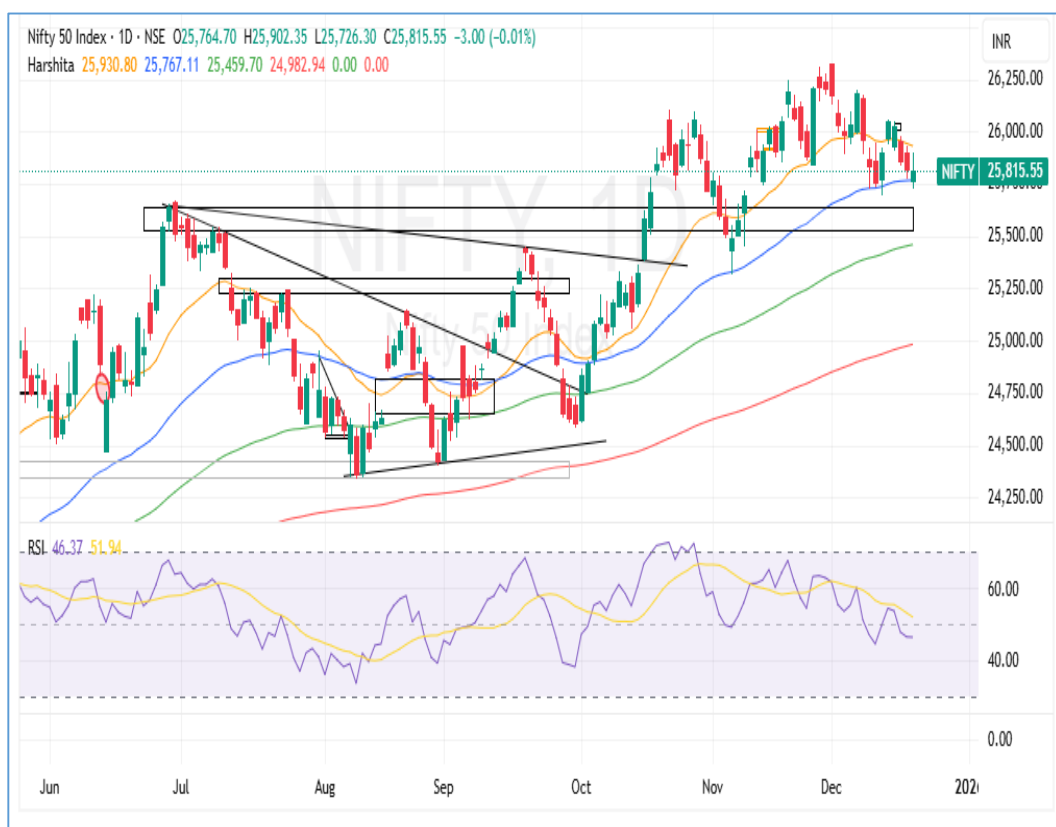 Nifty 50 Index · 1D · NSE O25,764.70 H25,902.35 L25,726.30 C25,815.55 −3.00 (−0.01%)
Harshita 25,930.80 25,767.11 25,459.70 24,982.94 0.00 0.00
INR
26,250.00
26,000.00
NIFTY 25,815.55
25,750.00
25,500.00
25,250.00
25,000.00
24,750.00
24,500.00
24,250.00
NIFTY, 1D
Nifty 50 Index
RSI 46.37 51.94
60.00
40.00
0.00
Jun Jul Aug Sep Oct Nov Dec